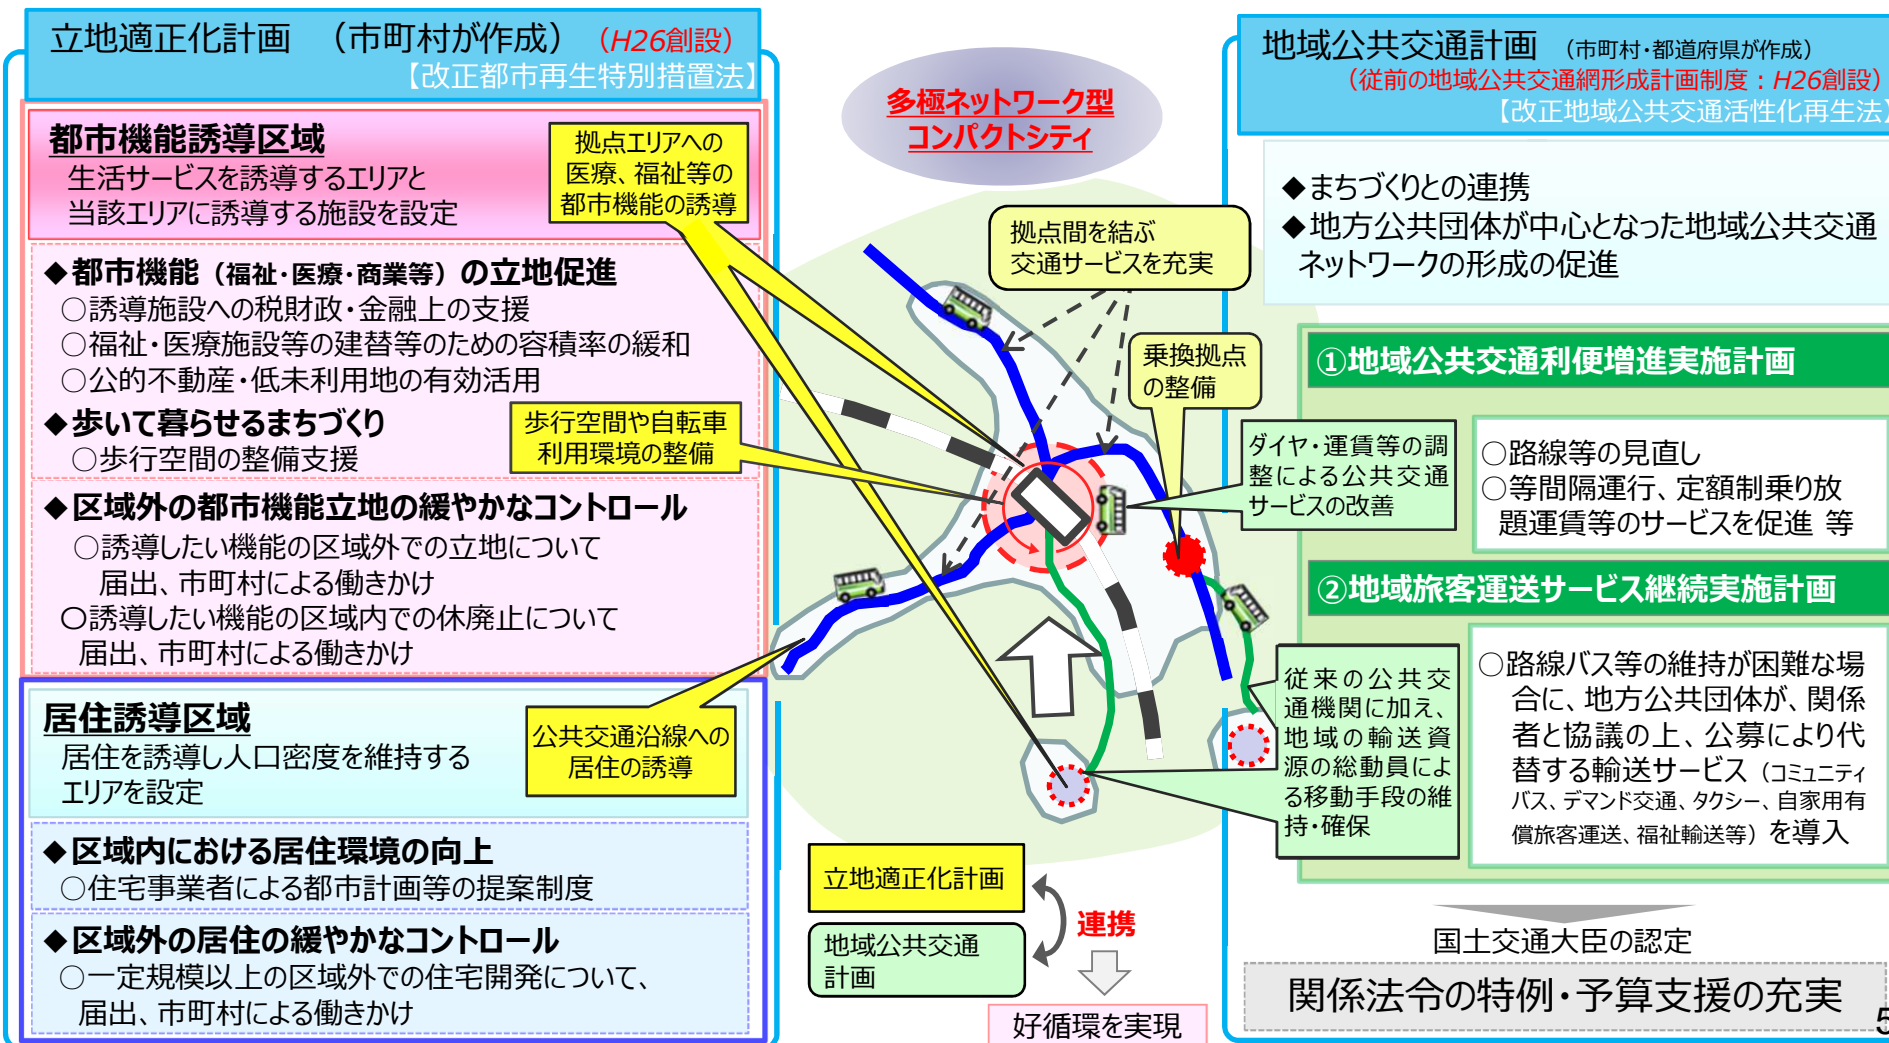 立地適正化計画 （市町村が作成）（H26創設）
【改正都市再生特別措置法】
都市機能誘導区域
生活サービスを誘導するエリアと
当該エリアに誘導する施設を設定
◆都市機能（福祉・医療・商業等）の立地促進
○誘導施設への税財政・金融上の支援
○福祉・医療施設等の建替等のための容積率の緩和
○公的不動産・低未利用地の有効活用
◆歩いて暮らせるまちづくり
○歩行空間の整備支援
◆区域外の都市機能立地の緩やかなコントロール
○誘導したい機能の区域外での立地について
届出、市町村による働きかけ
○誘導したい機能の区域内での休廃止について
届出、市町村による働きかけ
居住誘導区域
居住を誘導し人口密度を維持する
エリアを設定
◆区域内における居住環境の向上
○住宅事業者による都市計画等の提案制度
◆区域外の居住の緩やかなコントロール
○一定規模以上の区域外での住宅開発について、
届出、市町村による働きかけ
拠点エリアへの
医療、福祉等の
都市機能の誘導
歩行空間や自転車
利用環境の整備
公共交通沿線への
居住の誘導
多極ネットワーク型
コンパクトシティ
拠点間を結ぶ
交通サービスを充実
乗換拠点
の整備
ダイヤ・運賃等の調
整による公共交通
サービスの改善
従来の公共交
通機関に加え、
地域の輸送資
源の総動員によ
る移動手段の維
持・確保
立地適正化計画
地域公共交通
計画
連携
好循環を実現
地域公共交通計画 （市町村・都道府県が作成）
（従前の地域公共交通網形成計画制度：H26創設）
【改正地域公共交通活性化再生法】
◆まちづくりとの連携
◆地方公共団体が中心となった地域公共交通
ネットワークの形成の促進
①地域公共交通利便増進実施計画
○路線等の見直し
○等間隔運行、定額制乗り放
題運賃等のサービスを促進 等
②地域旅客運送サービス継続実施計画
○路線バス等の維持が困難な場
合に、地方公共団体が、関係
者と協議の上、公募により代
替する輸送サービス（コミュニティ
バス、デマンド交通、タクシー、自家用有
償旅客運送、福祉輸送等）を導入
国土交通大臣の認定
関係法令の特例・予算支援の充実
5